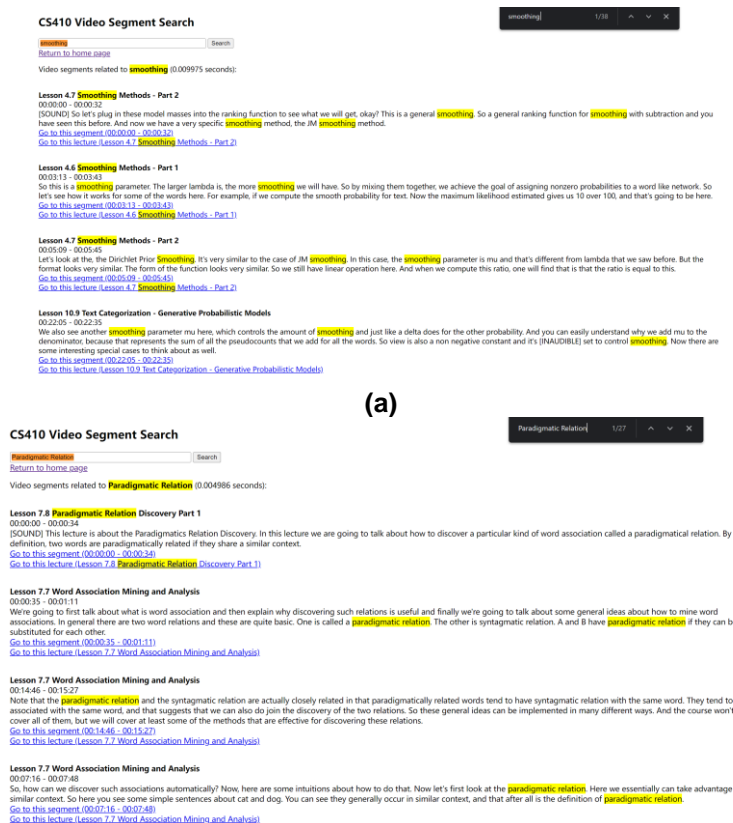 CS410 Video Segment Search
smoothing 1/38
smoothing Search
Return to home page
Video segments related to smoothing (0.009975 seconds):
Lesson 4.7 Smoothing Methods - Part 2
00:00:00 - 00:00:32
[SOUND] So let's plug in these model masses into the ranking function to see what we will get, okay? This is a general smoothing. So a general ranking function for smoothing with subtraction and you
have seen this before. And now we have a very specific smoothing method, the JM smoothing method.
Go to this segment (00:00:00 - 00:00:32)
Go to this lecture (Lesson 4.7 Smoothing Methods - Part 2)
Lesson 4.6 Smoothing Methods - Part 1
00:03:13 - 00:03:43
So this is a smoothing parameter. The larger lambda is, the more smoothing we will have. So by mixing them together, we achieve the goal of assigning nonzero probabilities to a word like network. So
let's see how it works for some of the words here. For example, if we compute the smooth probability for text. Now the maximum likelihood estimated gives us 10 over 100, and that's going to be here.
Go to this segment (00:03:13 - 00:03:43)
Go to this lecture (Lesson 4.6 Smoothing Methods - Part 1)
Lesson 4.7 Smoothing Methods - Part 2
00:05:09 - 00:05:45
Let's look at the, the Dirichlet Prior Smoothing. It's very similar to the case of JM smoothing. In this case, the smoothing parameter is mu and that's different from lambda that we saw before. But the
format looks very similar. The form of the function looks very similar. So we still have linear operation here. And when we compute this ratio, one will find that is that the ratio is equal to this.
Go to this segment (00:05:09 - 00:05:45)
Go to this lecture (Lesson 4.7 Smoothing Methods - Part 2)
Lesson 10.9 Text Categorization - Generative Probabilistic Models
00:22:05 - 00:22:35
We also see another smoothing parameter mu here, which controls the amount of smoothing and just like a delta does for the other probability. And you can easily understand why we add mu to the
denominator, because that represents the sum of all the pseudocounts that we add for all the words. So view is also a non negative constant and it's [INAUDIBLE] set to control smoothing. Now there are
some interesting special cases to think about as well.
Go to this segment (00:22:05 - 00:22:35)
Go to this lecture (Lesson 10.9 Text Categorization - Generative Probabilistic Models)
(a)
CS410 Video Segment Search
Paradigmatic Relation 1/27
Paradigmatic Relation Search
Return to home page
Video segments related to Paradigmatic Relation (0.004986 seconds):
Lesson 7.8 Paradigmatic Relation Discovery Part 1
00:00:00 - 00:00:34
[SOUND] This lecture is about the Paradigmatics Relation Discovery. In this lecture we are going to talk about how to discover a particular kind of word association called a paradigmatical relation. By
definition, two words are paradigmatically related if they share a similar context.
Go to this segment (00:00:00 - 00:00:34)
Go to this lecture (Lesson 7.8 Paradigmatic Relation Discovery Part 1)
Lesson 7.7 Word Association Mining and Analysis
00:00:35 - 00:01:11
We're going to first talk about what is word association and then explain why discovering such relations is useful and finally we're going to talk about some general ideas about how to mine word
associations. In general there are two word relations and these are quite basic. One is called a paradigmatic relation. The other is syntagmatic relation. A and B have paradigmatic relation if they can b
substituted for each other.
Go to this segment (00:00:35 - 00:01:11)
Go to this lecture (Lesson 7.7 Word Association Mining and Analysis)
Lesson 7.7 Word Association Mining and Analysis
00:14:46 - 00:15:27
Note that the paradigmatic relation and the syntagmatic relation are actually closely related in that paradigmatically related words tend to have syntagmatic relation with the same word. They tend to
associated with the same word, and that suggests that we can also do join the discovery of the two relations. So these general ideas can be implemented in many different ways. And the course won't
cover all of them, but we will cover at least some of the methods that are effective for discovering these relations.
Go to this segment (00:14:46 - 00:15:27)
Go to this lecture (Lesson 7.7 Word Association Mining and Analysis)
Lesson 7.7 Word Association Mining and Analysis
00:07:16 - 00:07:48
So, how can we discover such associations automatically? Now, here are some intuitions about how to do that. Now let's first look at the paradigmatic relation. Here we essentially can take advantage
similar context. So here you see some simple sentences about cat and dog. You can see they generally occur in similar context, and that after all is the definition of paradigmatic relation.
Go to this segment (00:07:16 - 00:07:48)
Go to this lecture (Lesson 7.7 Word Association Mining and Analysis)